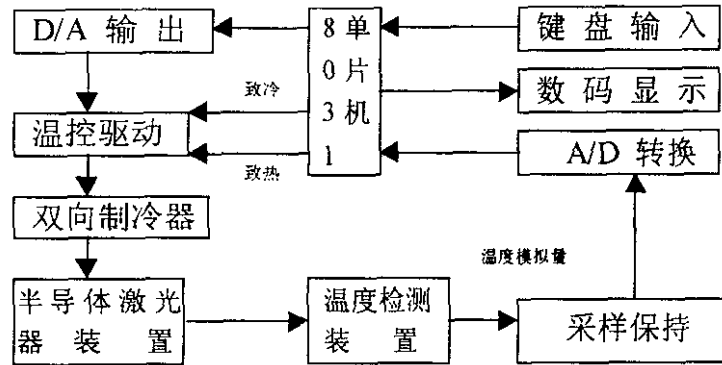 D/A 输出
8 单
0 片
3 机
1
键盘输入
致冷
数码显示
温控驱动
致热
A/D 转换
双向制冷器
温度模拟量
半导体激光
器装置
温度检测
装置
采样保持